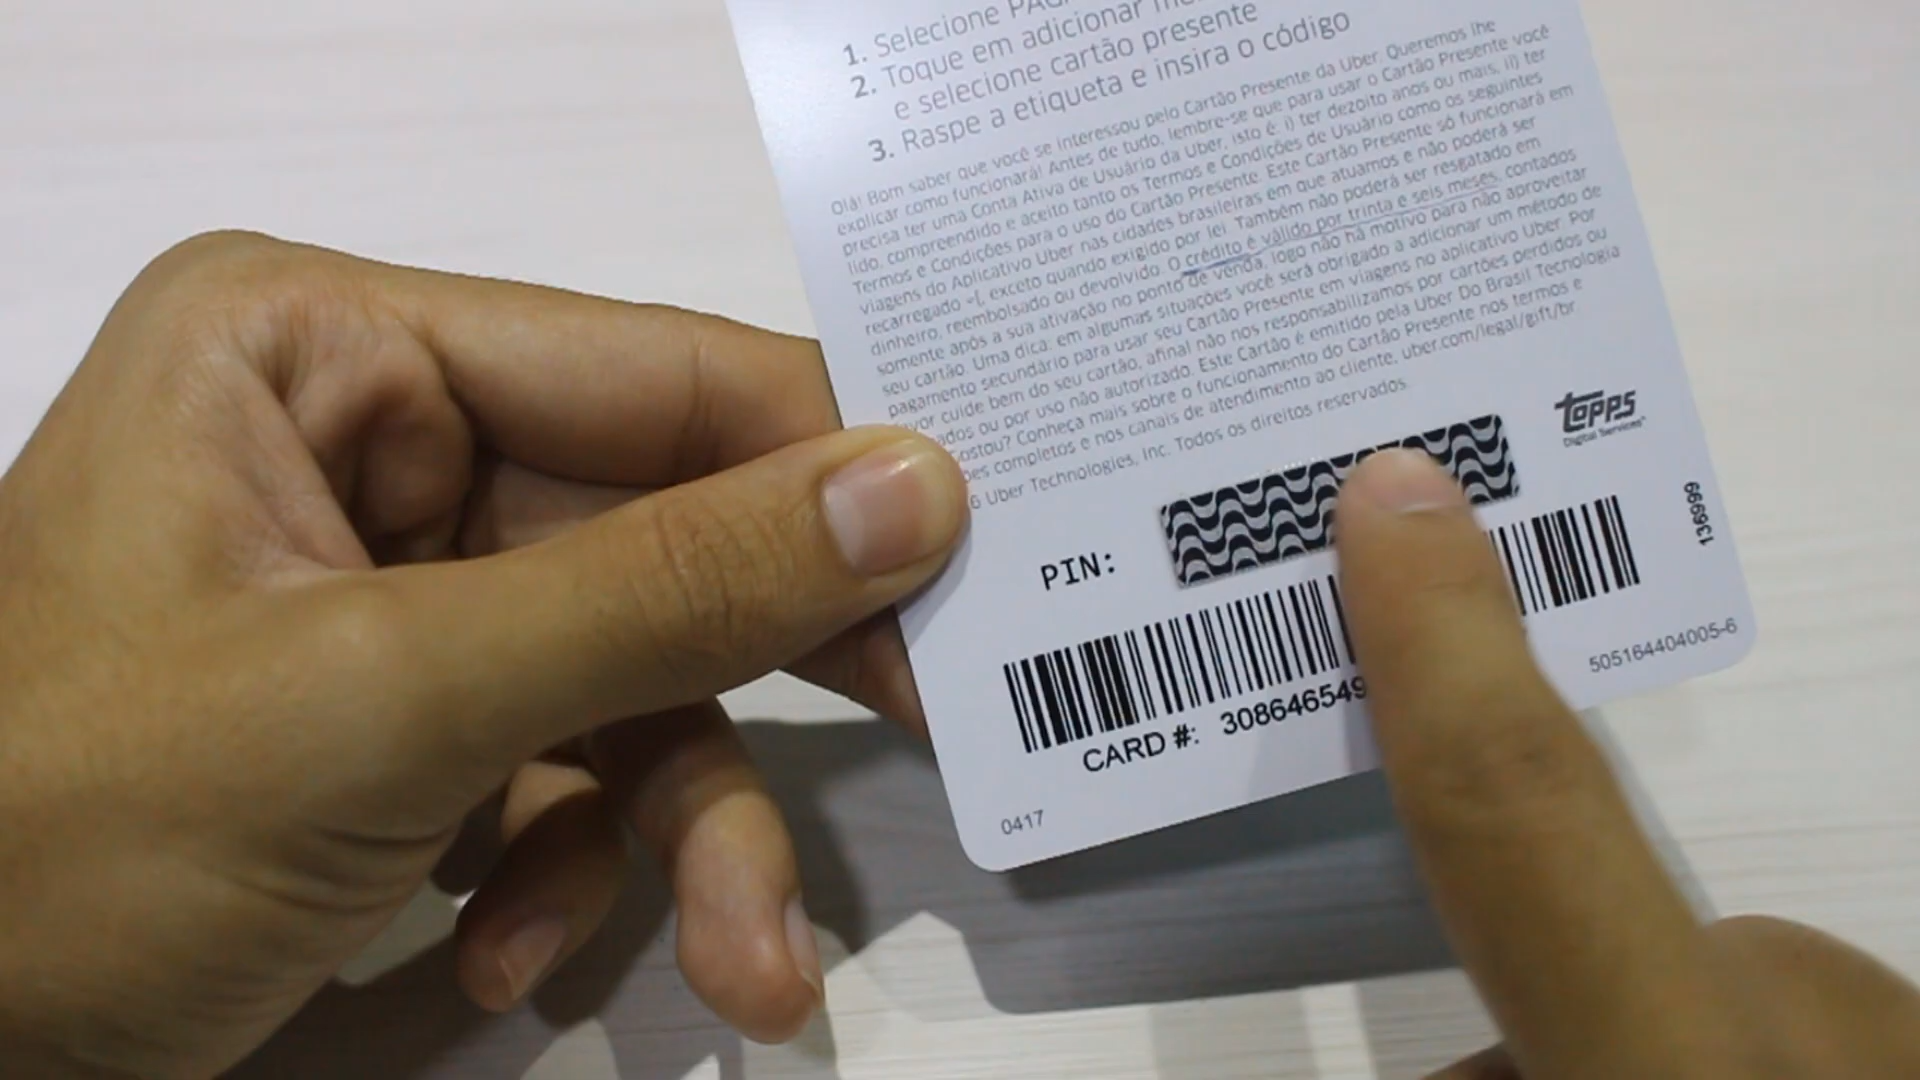 1. Selecione PAG
2. Toque em adicionar
e selecione cartão presente
3. Raspe a etiqueta e insira o código
Olá! Bom saber que você se interessou pelo Cartão Presente da Uber. Queremos lhe
explicar como funcionará! Antes de tudo, lembre-se que para usar o Cartão Presente você
precisa ter uma Conta Ativa de Usuário da Uber, isto é: i) ter dezoito anos ou mais, ii) ter
lido, compreendido e aceito tanto os Termos e Condições de Usuário como os seguintes
Termos e Condições para o uso do Cartão Presente. Este Cartão Presente só funcionará em
viagens do Aplicativo Uber nas cidades brasileiras em que atuamos e não poderá ser
recarregado exceto quando exigido por lei. Também não poderá ser resgatado em
dinheiro, reembolsado ou devolvido. O crédito é válido por trinta e seis meses, contados
somente após a sua ativação no ponto de venda, logo não há motivo para não aproveitar
seu cartão. Uma dica: em algumas situações você será obrigado a adicionar um método de
pagamento secundário para usar seu Cartão Presente em viagens no aplicativo Uber. Por
avor cuide bem do seu cartão, afinal não nos responsabilizamos por cartões perdidos ou
ados ou por uso não autorizado. Este Cartão é emitido pela Uber Do Brasil Tecnologia
Gostou? Conheça mais sobre o funcionamento do Cartão Presente nos termos e
ões completos e nos canais de atendimento ao cliente. uber.com/legal/gift/br
6 Uber Technologies, Inc. Todos os direitos reservados.
topps
Digital Services™
PIN:
136999
505164404005-6
CARD #: 308646549
0417